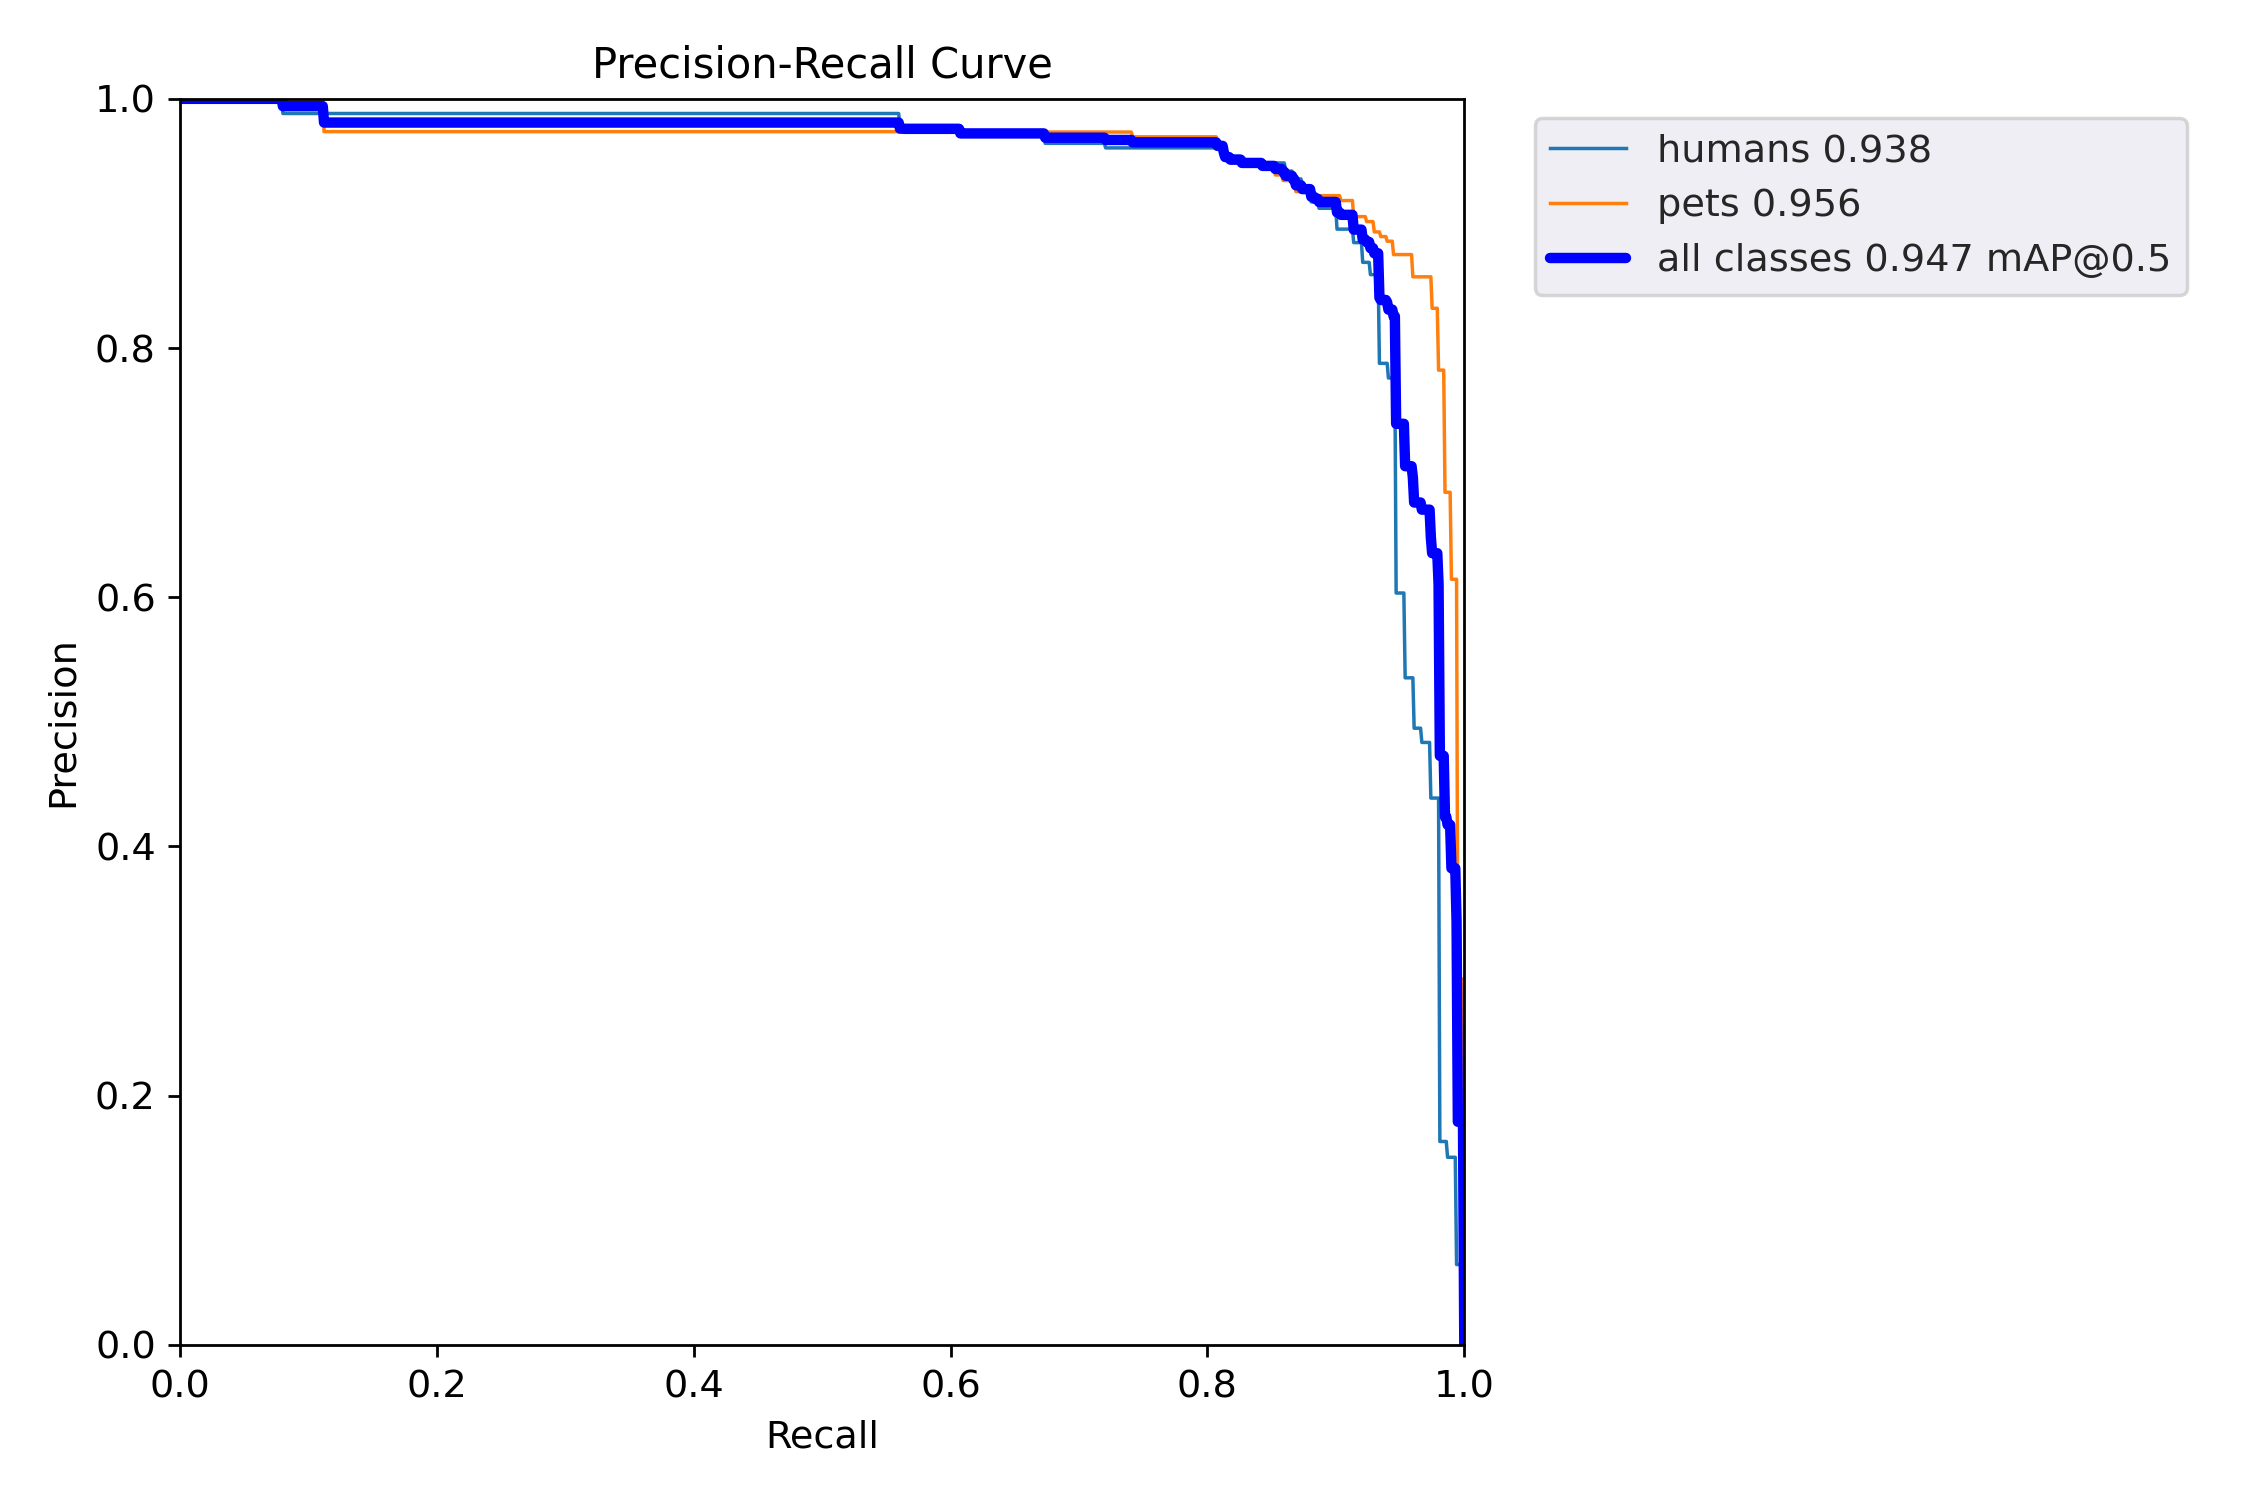 Precision-Recall Curve
1.0
0.8
0.6
0.4
0.2
0.0
Precision
0.0 0.2 0.4 0.6 0.8 1.0
Recall
humans 0.938
pets 0.956
all classes 0.947 mAP@0.5